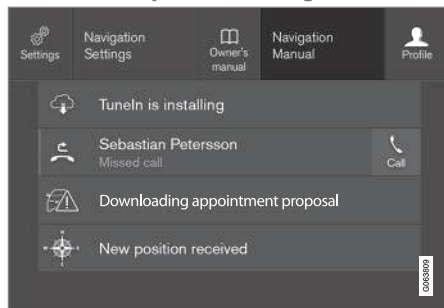 Settings
Navigation
Settings
Owner's
manual
Navigation
Manual
Profile
TuneIn is installing
Sebastian Petersson
Missed call
Call
Downloading appointment proposal
New position received
G063809